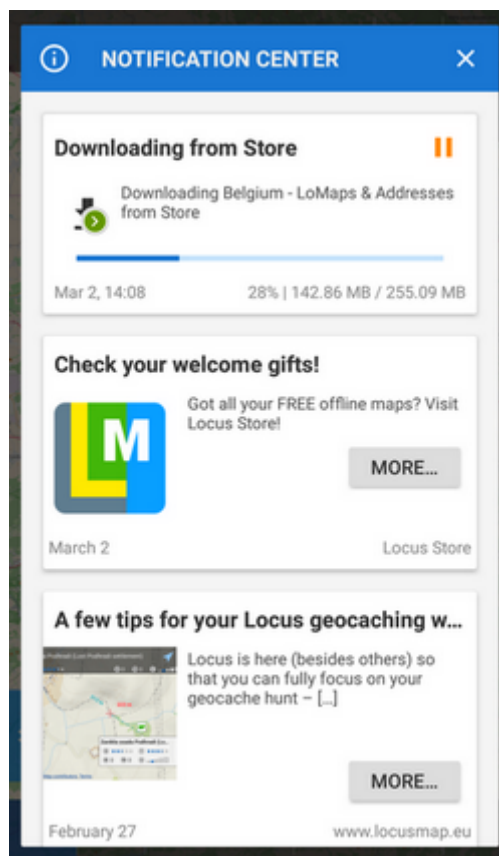 NOTIFICATION CENTER
Downloading from Store
Downloading Belgium - LoMaps & Addresses
from Store
Mar 2, 14:08 28% | 142.86 MB / 255.09 MB
Check your welcome gifts!
LM
Got all your FREE offline maps? Visit
Locus Store!
MORE...
March 2 Locus Store
A few tips for your Locus geocaching w...
Locus is here (besides others) so
that you can fully focus on your
geocache hunt – [...]
MORE...
February 27 www.locusmap.eu